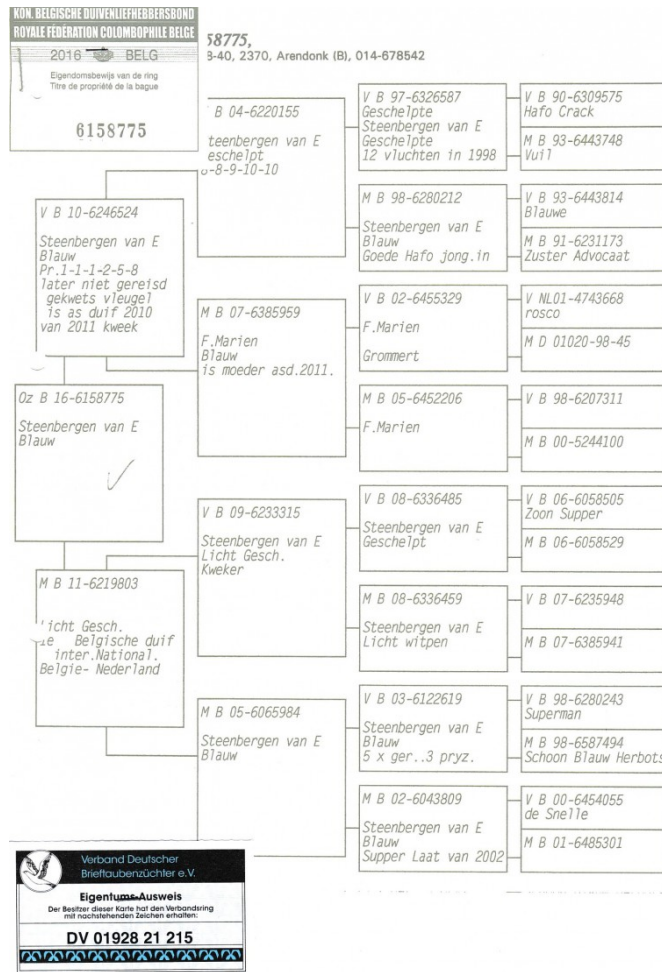 KON. BELGISCHE DUIVENLIEFHEBBERSBOND
ROYALE FÉDÉRATION COLOMBOPHILE BELGE
2016 BELG
Eigendomsbewijs van de ring
Titre de propriété de la bague
6158775
58775,
B-40, 2370, Arendonk (B), 014-678542
Oz B 16-6158775
Steenbergen van E
Blauw
V B 10-6246524
Steenbergen van E
Blauw
Pr.1-1-1-2-5-8
later niet gereisd
gekwets vleugel
is as duif 2010
van 2011 kweek
M B 11-6219803
icht Gesch.
1e Belgische duif
inter.National.
Belgie- Nederland
B 04-6220155
teenbergen van E
eschelpt
-8-9-10-10
M B 07-6385959
F.Marien
Blauw
is moeder asd.2011.
V B 09-6233315
Steenbergen van E
Licht Gesch.
Kweker
M B 05-6065984
Steenbergen van E
Blauw
V B 97-6326587
Geschelpte
Steenbergen van E
Geschelpte
12 vluchten in 1998
M B 98-6280212
Steenbergen van E
Blauw
Goede Hafo jong.in
V B 02-6455329
F.Marien
Grommert
M B 05-6452206
F.Marien
V B 08-6336485
Steenbergen van E
Geschelpt
M B 08-6336459
Steenbergen van E
Licht witpen
V B 03-6122619
Steenbergen van E
Blauw
5 x ger..3 pryz.
M B 02-6043809
Steenbergen van E
Blauw
Supper Laat van 2002
V B 90-6309575
Hafo Crack
M B 93-6443748
Vuil
V B 93-6443814
Blauwe
M B 91-6231173
Zuster Advocaat
V NL01-4743668
rosco
M D 01020-98-45
V B 98-6207311
M B 00-5244100
V B 06-6058505
Zoon Supper
M B 06-6058529
V B 07-6235948
M B 07-6385941
V B 98-6280243
Superman
M B 98-6587494
Schoon Blauw Herbots
V B 00-6454055
de Snelle
M B 01-6485301
Verband Deutscher
Brieftaubenzüchter e.V.
Eigentums-Ausweis
Der Besitzer dieser Karte hat den Verbandsring
mit nachstehenden Zeichen erhalten:
DV 01928 21 215